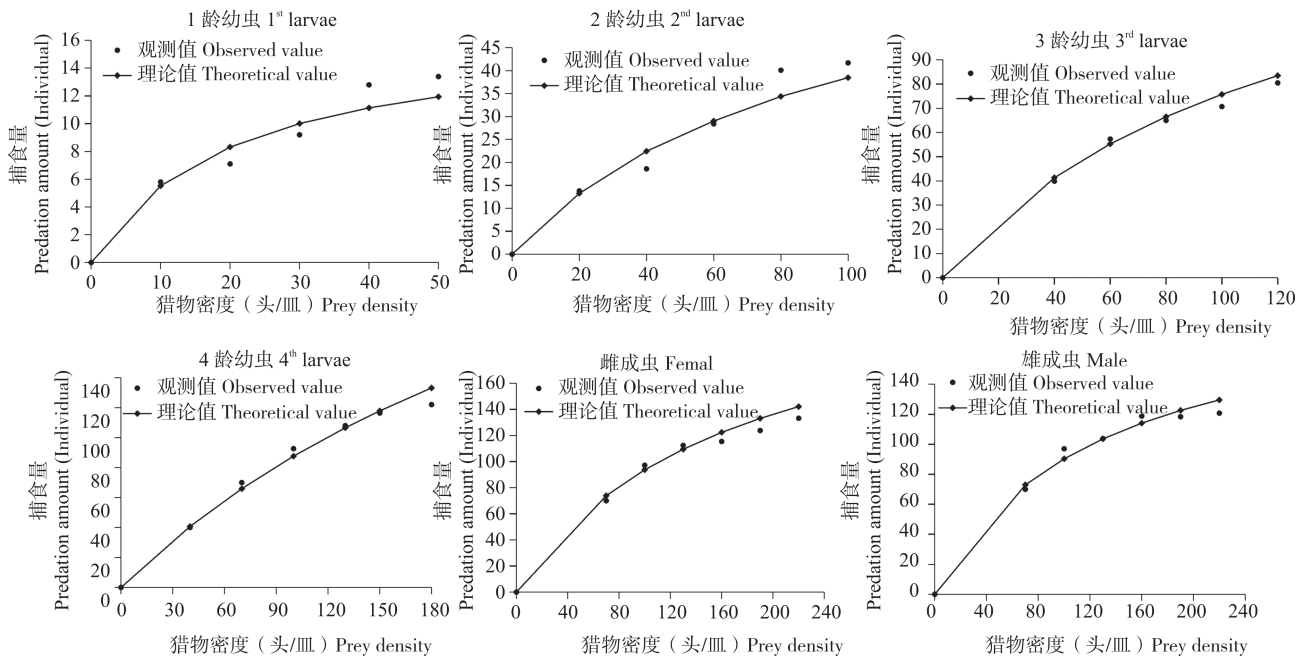 1 龄幼虫 1st larvae
16
14
12
10
8
6
4
2
0
观测值 Observed value
理论值 Theoretical value
捕食量
Predation amount (Individual)
0 10 20 30 40 50
猎物密度（头/皿）Prey density
2 龄幼虫 2nd larvae
45
40
35
30
25
20
15
10
5
0
观测值 Observed value
理论值 Theoretical value
捕食量
Predation amount (Individual)
0 20 40 60 80 100
猎物密度（头/皿）Prey density
3 龄幼虫 3rd larvae
90
80
70
60
50
40
30
20
10
0
观测值 Observed value
理论值 Theoretical value
捕食量
Predation amount (Individual)
0 20 40 60 80 100 120
猎物密度（头/皿）Prey density
4 龄幼虫 4th larvae
140
120
100
80
60
40
20
0
观测值 Observed value
理论值 Theoretical value
捕食量
Predation amount (Individual)
0 30 60 90 120 150 180
猎物密度（头/皿）Prey density
雌成虫 Femal
160
140
120
100
80
60
40
20
0
观测值 Observed value
理论值 Theoretical value
捕食量
Predation amount (Individual)
0 40 80 120 160 200 240
猎物密度（头/皿）Prey density
雄成虫 Male
140
120
100
80
60
40
20
0
观测值 Observed value
理论值 Theoretical value
捕食量
Predation amount (Individual)
0 40 80 120 160 200 240
猎物密度（头/皿）Prey density